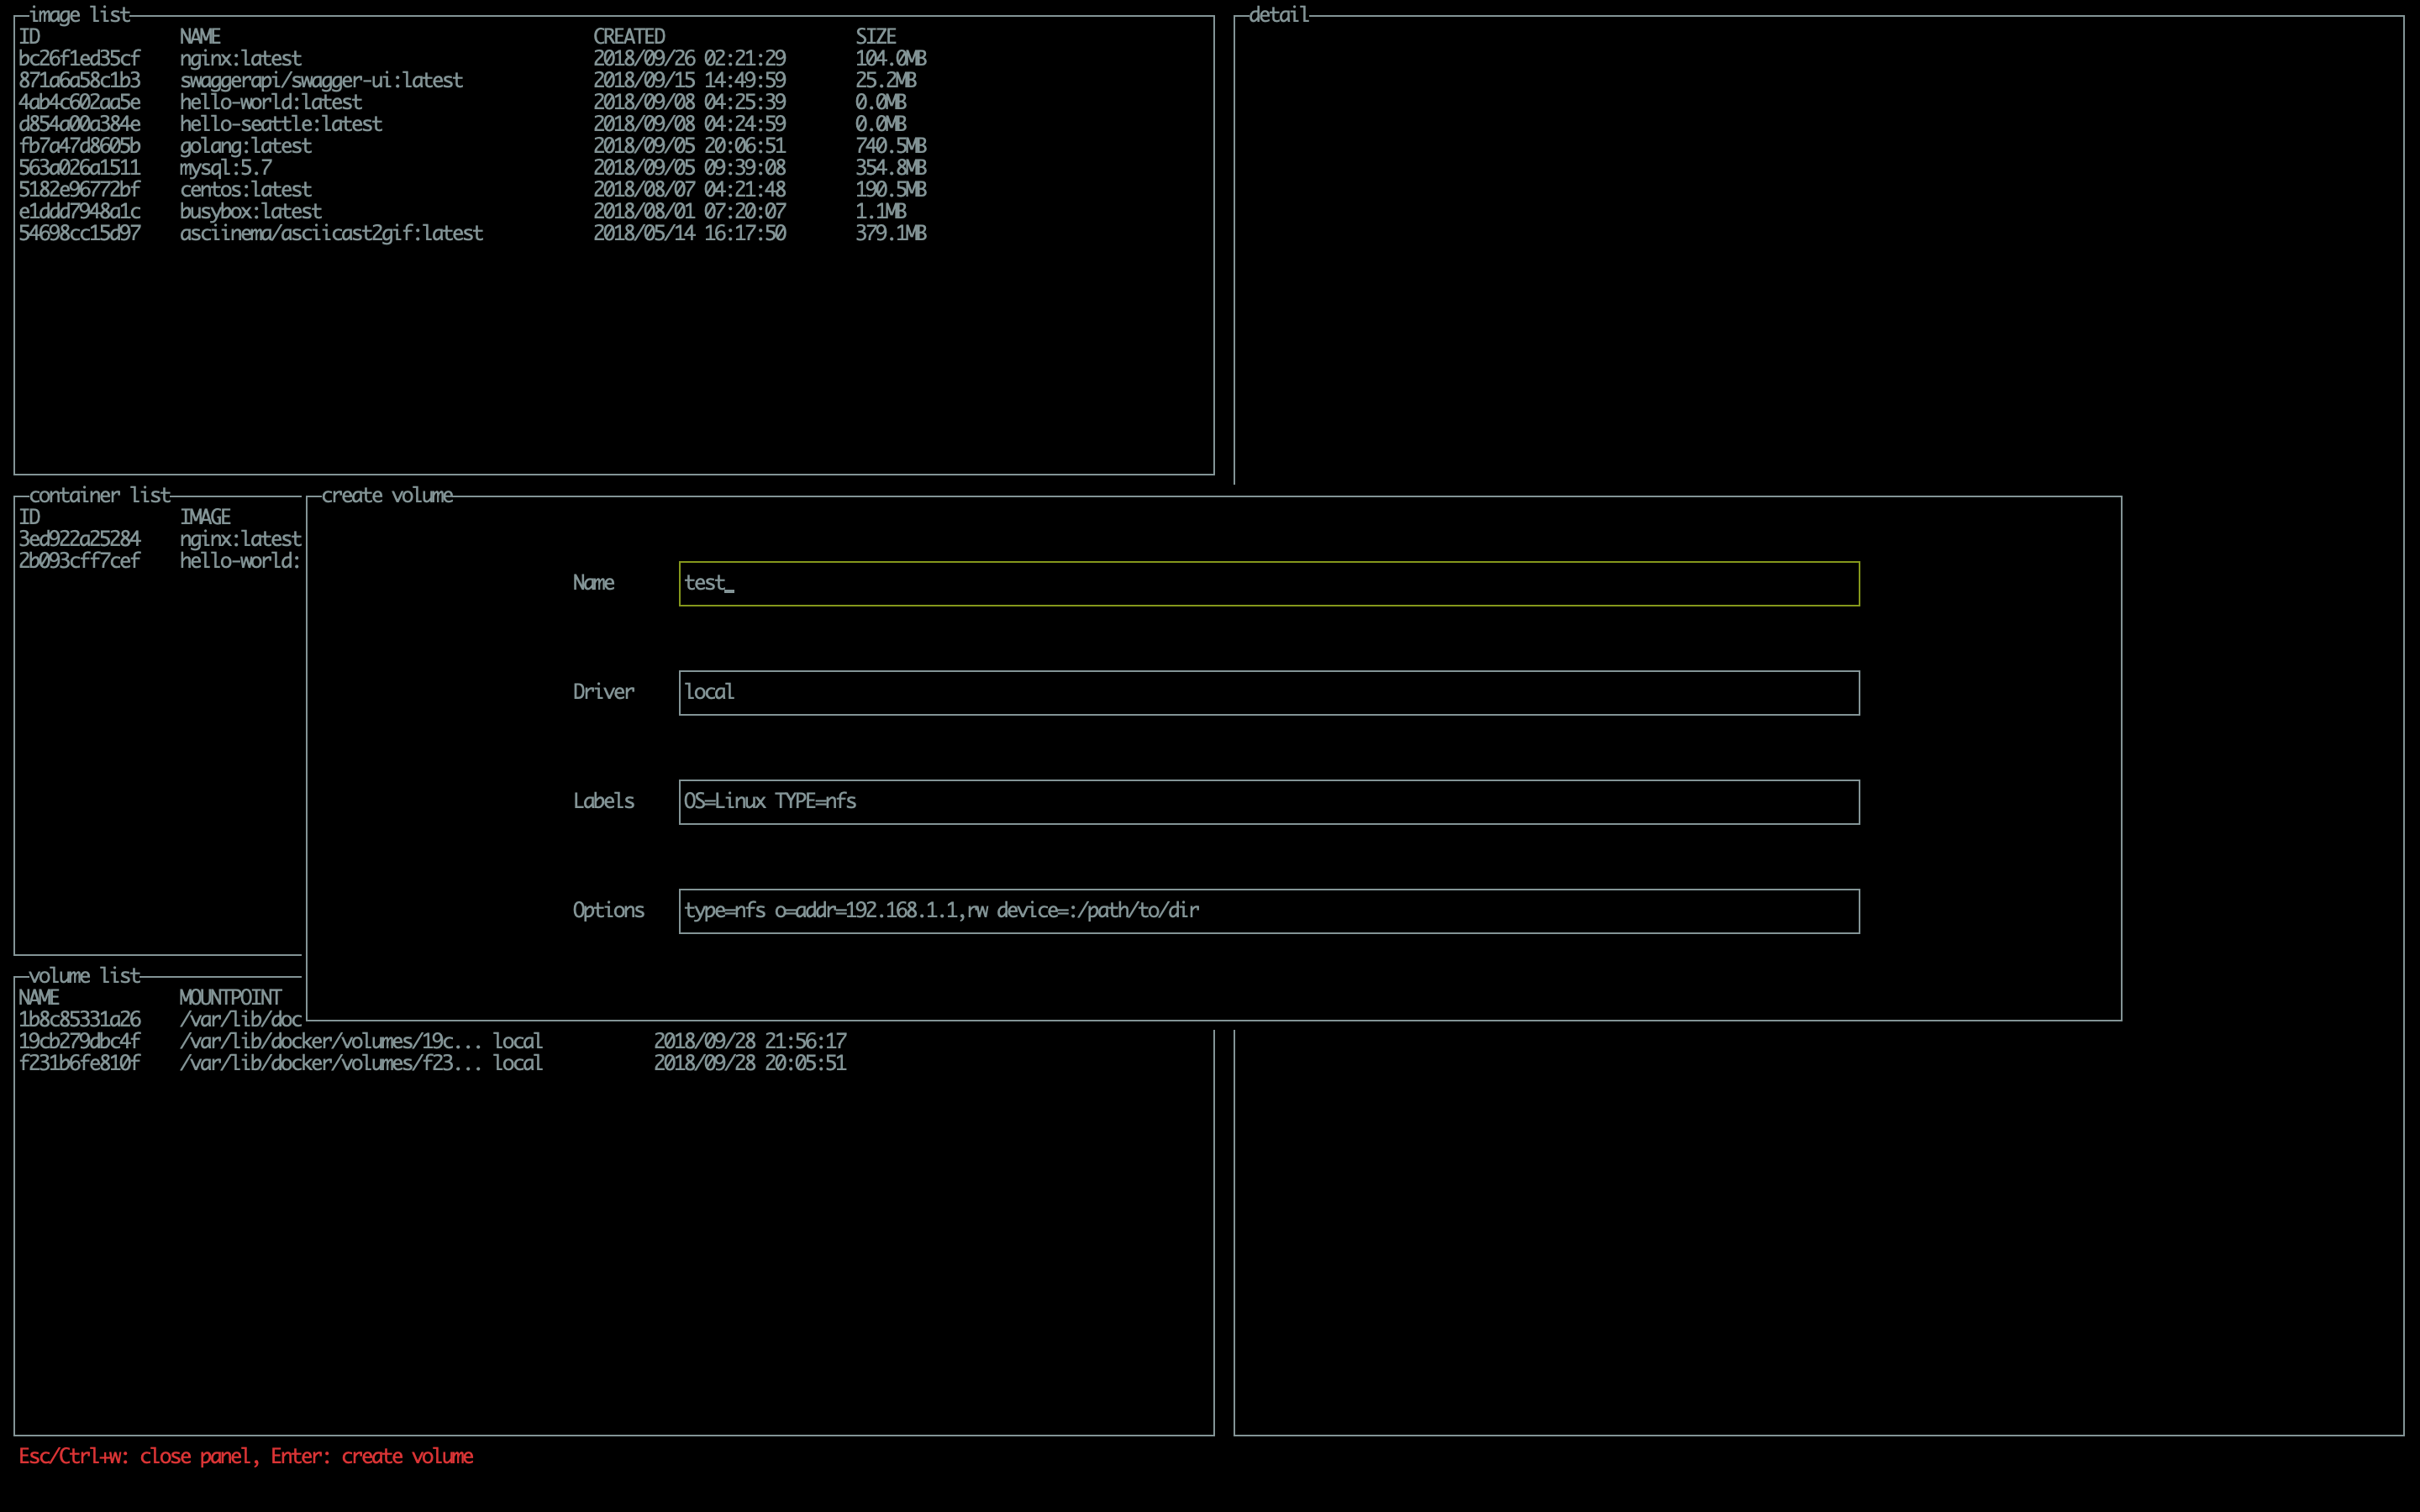 image list
ID NAME CREATED SIZE
bc26f1ed35cf nginx:latest 2018/09/26 02:21:29 104.0MB
871a6a58c1b3 swaggerapi/swagger-ui:latest 2018/09/15 14:49:59 25.2MB
4ab4c602aa5e hello-world:latest 2018/09/08 04:25:39 0.0MB
d854a00a384e hello-seattle:latest 2018/09/08 04:24:59 0.0MB
fb7a47d8605b golang:latest 2018/09/05 20:06:51 740.5MB
563a026a1511 mysql:5.7 2018/09/05 09:39:08 354.8MB
5182e96772bf centos:latest 2018/08/07 04:21:48 190.5MB
e1ddd7948a1c busybox:latest 2018/08/01 07:20:07 1.1MB
54698cc15d97 asciinema/asciicast2gif:latest 2018/05/14 16:17:50 379.1MB
detail
container list
ID IMAGE
3ed922a25284 nginx:latest
2b093cff7cef hello-world:
create volume
Name test_
Driver local
Labels OS=Linux TYPE=nfs
Options type=nfs o=addr=192.168.1.1,rw device=:/path/to/dir
volume list
NAME MOUNTPOINT
1b8c85331a26 /var/lib/doc
19cb279dbc4f /var/lib/docker/volumes/19c... local 2018/09/28 21:56:17
f231b6fe810f /var/lib/docker/volumes/f23... local 2018/09/28 20:05:51
Esc/Ctrl+w: close panel, Enter: create volume